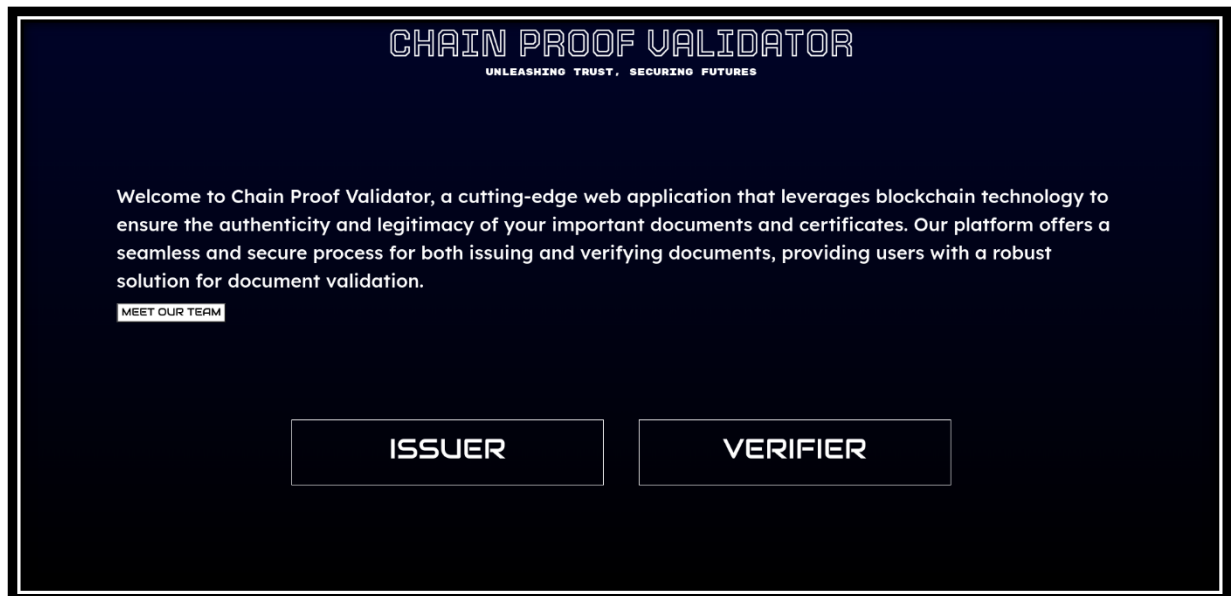 CHAIN PROOF VALIDATOR
UNLEASHING TRUST, SECURING FUTURES
Welcome to Chain Proof Validator, a cutting-edge web application that leverages blockchain technology to
ensure the authenticity and legitimacy of your important documents and certificates. Our platform offers a
seamless and secure process for both issuing and verifying documents, providing users with a robust
solution for document validation.
MEET OUR TEAM
ISSUER
VERIFIER